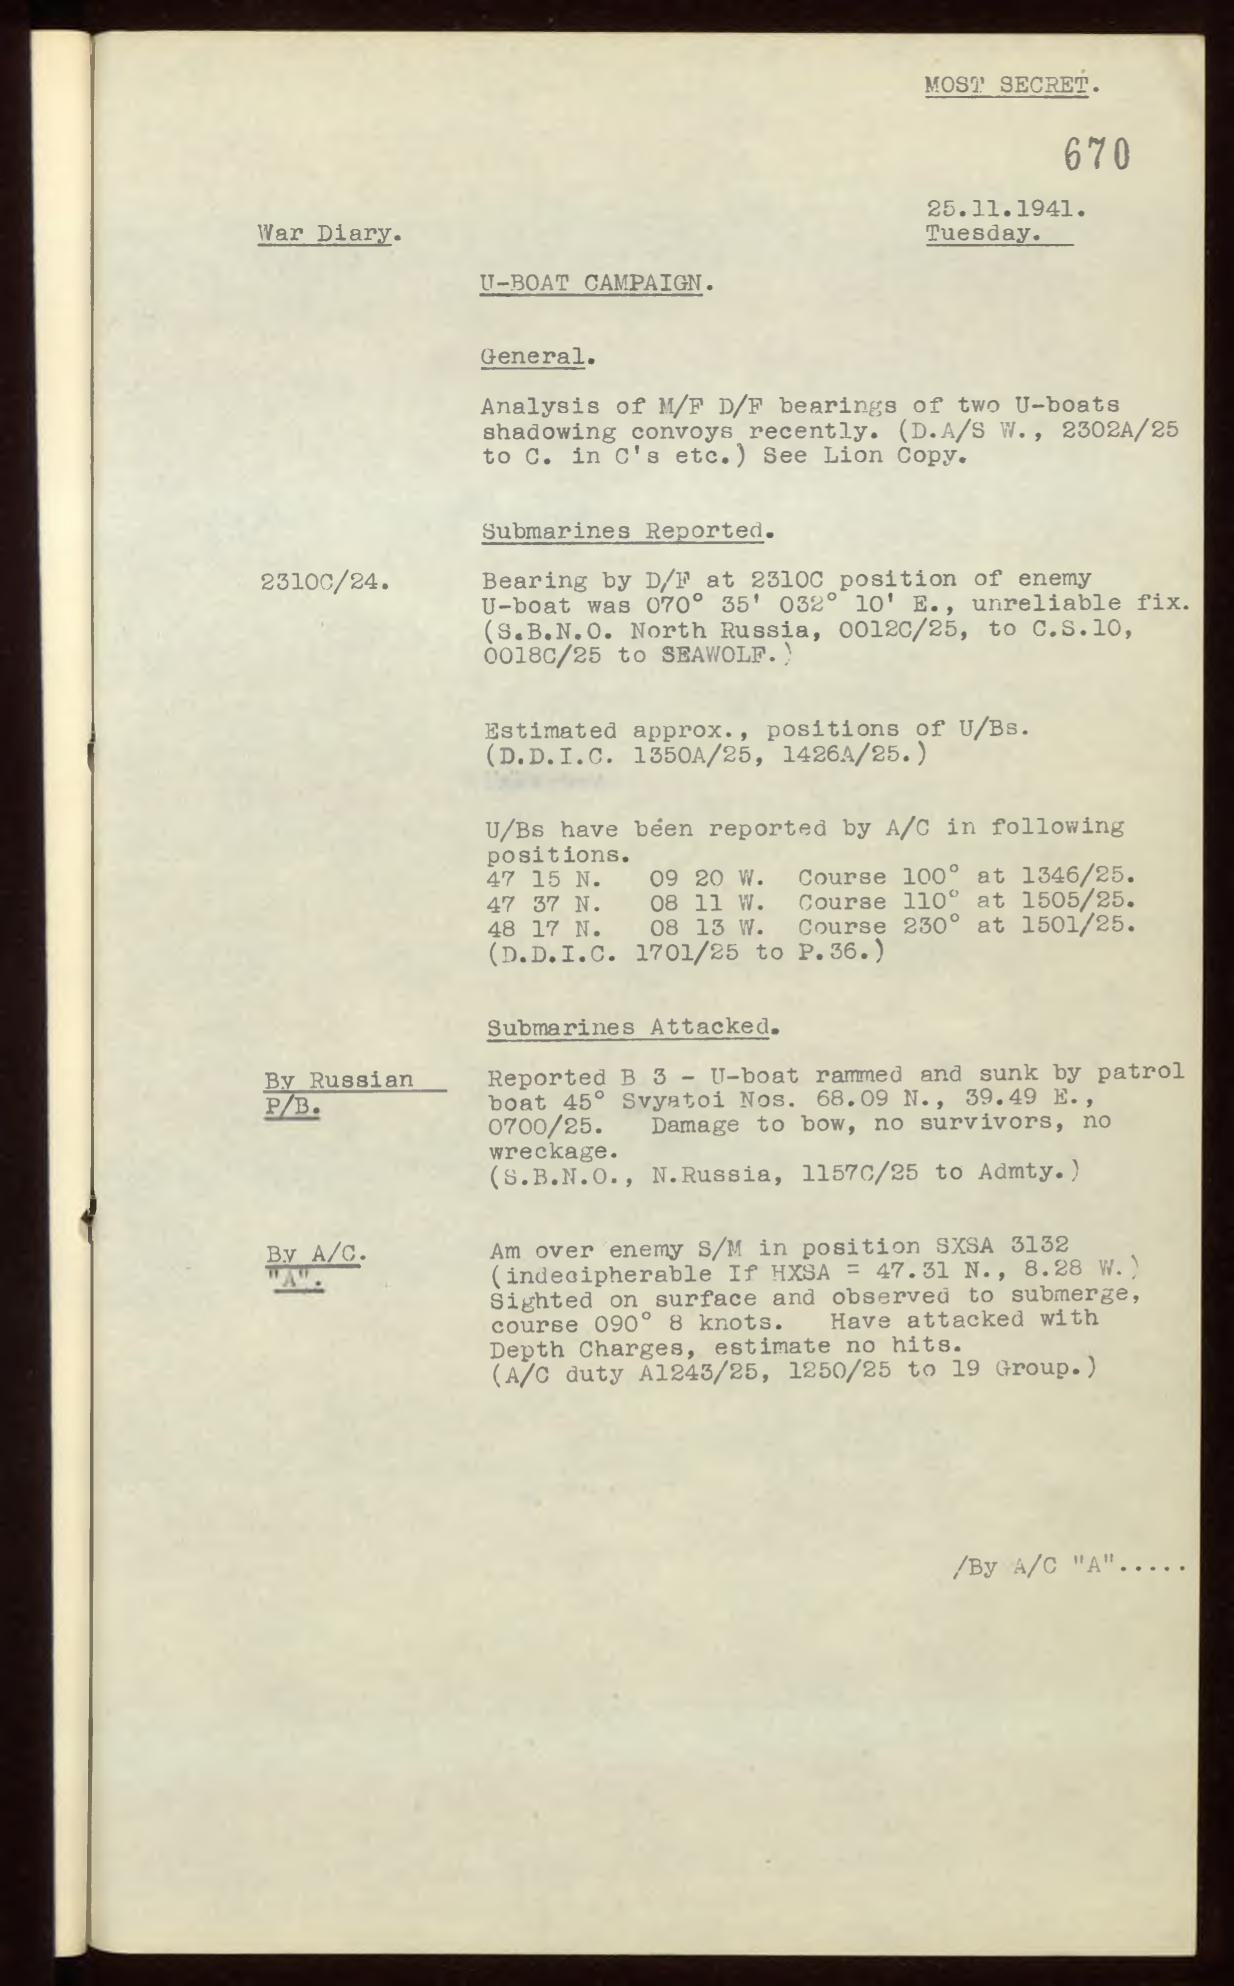 MOST SECRET.
670
25.11.1941.
War Diary. Tuesday.
U-BOAT CAMPAIGN.
General.
Analysis of M/F D/F bearings of two U-boats
shadowing convoys recently. (D.A/S W., 2302A/25
to C. in C's etc.) See Lion Copy.
Submarines Reported.
2310C/24. Bearing by D/F at 2310C position of enemy
U-boat was 070° 35' 032° 10' E., unreliable fix.
(S.B.N.O. North Russia, 0012C/25, to C.S.10,
0018C/25 to SEAWOLF.)
Estimated approx., positions of U/Bs.
(D.D.I.C. 1350A/25, 1426A/25.)
U/Bs have been reported by A/C in following
positions.
47 15 N. 09 20 W. Course 100° at 1346/25.
47 37 N. 08 11 W. Course 110° at 1505/25.
48 17 N. 08 13 W. Course 230° at 1501/25.
(D.D.I.C. 1701/25 to P.36.)
Submarines Attacked.
By Russian Reported B 3 - U-boat rammed and sunk by patrol
P/B. boat 45° Svyatoi Nos. 68.09 N., 39.49 E.,
0700/25. Damage to bow, no survivors, no
wreckage.
(S.B.N.O., N.Russia, 1157C/25 to Admty.)
By A/C. Am over enemy S/M in position SXSA 3132
"A". (indecipherable If HXSA = 47.31 N., 8.28 W.)
Sighted on surface and observed to submerge,
course 090° 8 knots. Have attacked with
Depth Charges, estimate no hits.
(A/C duty A1243/25, 1250/25 to 19 Group.)
/By A/C "A".....